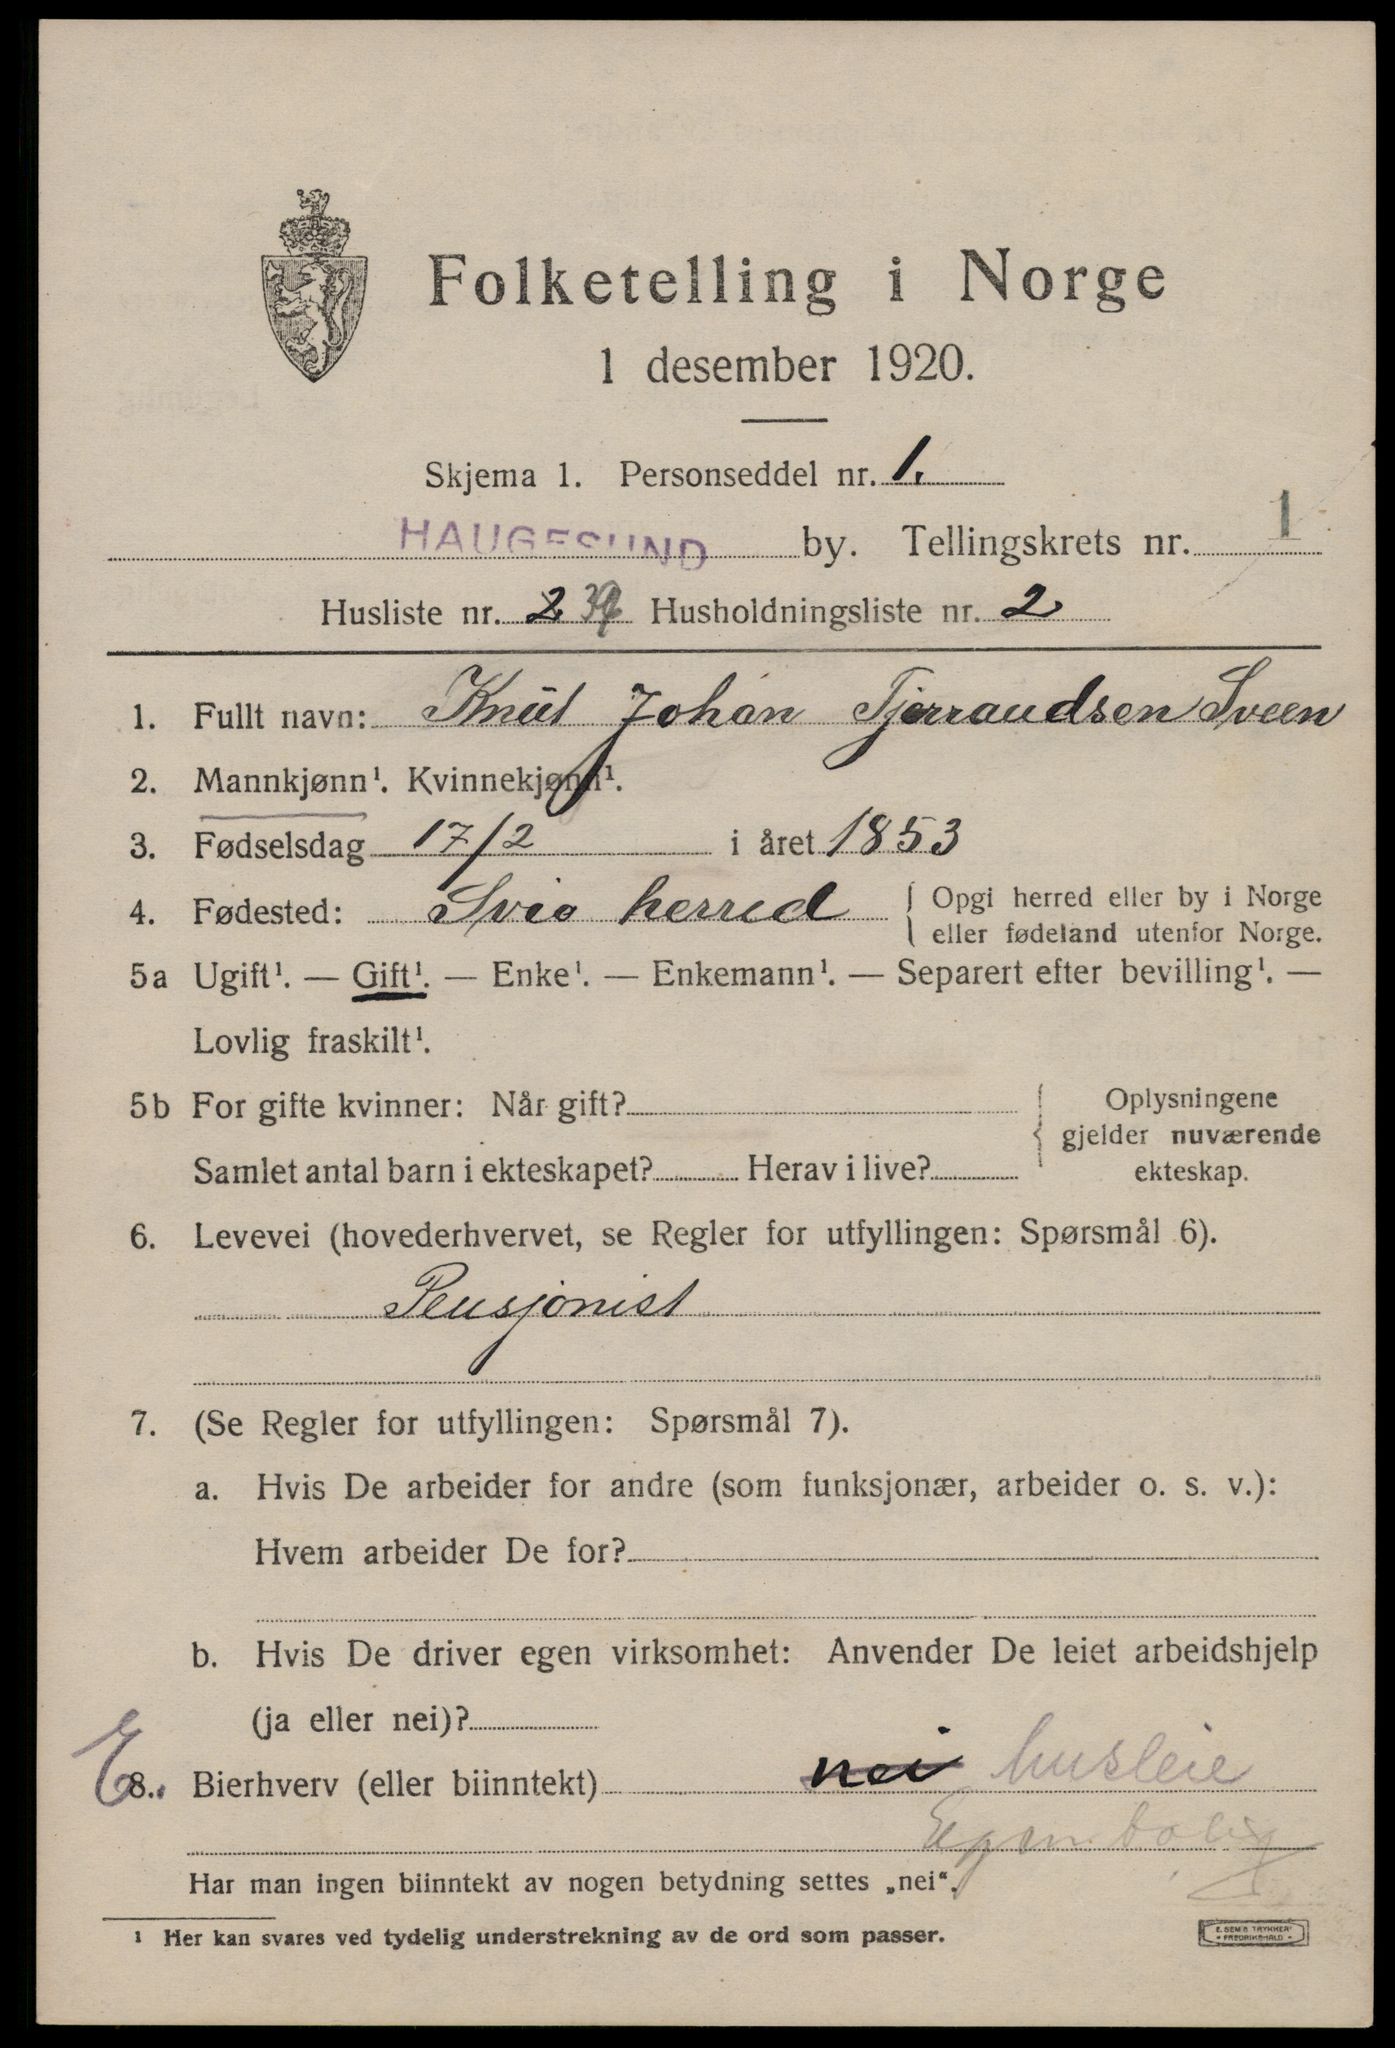 Folketelling i Norge
1 desember 1920.
Skjema 1. Personseddel nr. 1.
HAUGESUND by. Tellingskrets nr. 1
Husliste nr. 2 Husholdningsliste nr. 2
1. Fullt navn: Knut Johan Tjerraudsen Sveen
2. Mannkjønn¹. Kvinnekjønn¹.
3. Fødselsdag 17/2 i året 1853
4. Fødested: Sveio herred { Opgi herred eller by i Norge
eller fødeland utenfor Norge.
5a Ugift¹. — Gift¹. — Enke¹. — Enkemann¹. — Separert efter bevilling¹. —
Lovlig fraskilt¹.
5b For gifte kvinner: Når gift? { Oplysningene
gjelder nuværende
Samlet antal barn i ekteskapet? Herav i live? ekteskap.
6. Levevei (hovederhvervet, se Regler for utfyllingen: Spørsmål 6).
Pensjonist
7. (Se Regler for utfyllingen: Spørsmål 7).
a. Hvis De arbeider for andre (som funksjonær, arbeider o. s. v.):
Hvem arbeider De for?
b. Hvis De driver egen virksomhet: Anvender De leiet arbeidshjelp
(ja eller nei)?
E 8. Bierhverv (eller biinntekt) nei husleie
Har man ingen biinntekt av nogen betydning settes „nei“.
¹ Her kan svares ved tydelig understrekning av de ord som passer.
E. SEM'S TRYKKERI
FREDRIKSHALD